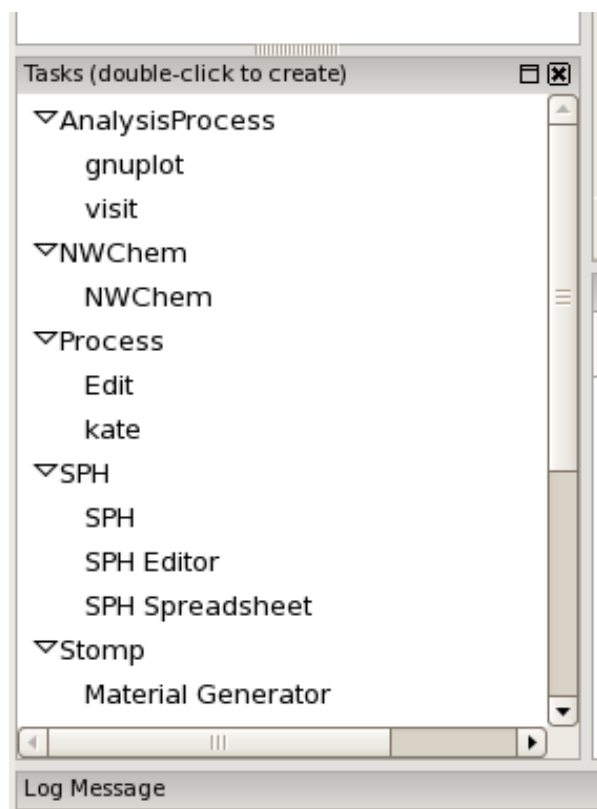 Tasks (double-click to create)
AnalysisProcess
gnuplot
visit
NWChem
NWChem
Process
Edit
kate
SPH
SPH
SPH Editor
SPH Spreadsheet
Stomp
Material Generator
Log Message